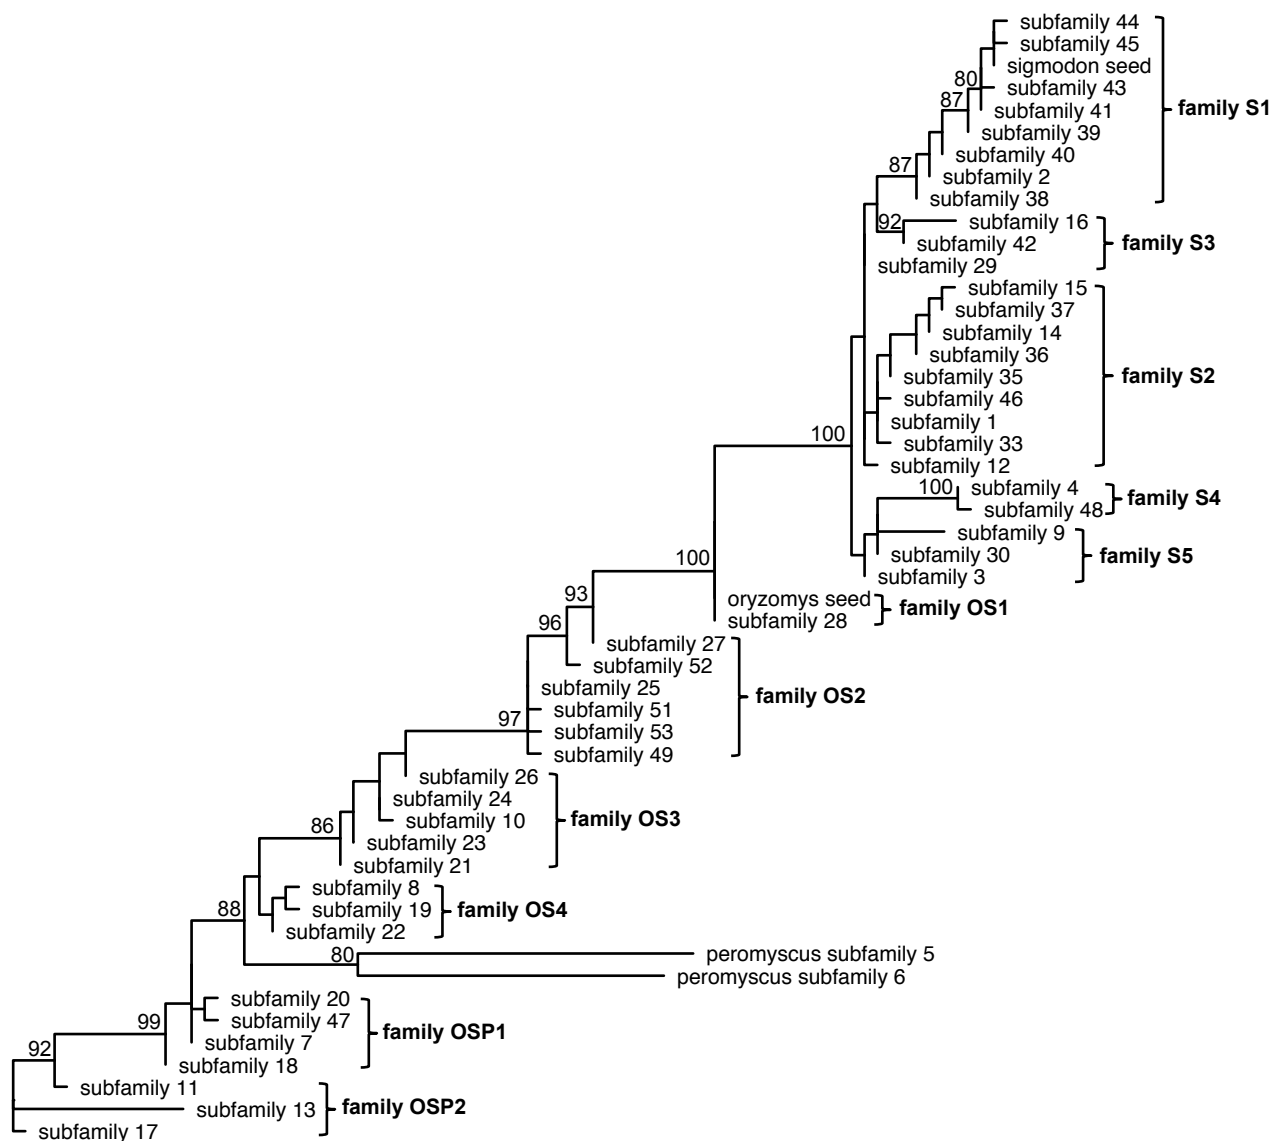 subfamily 44
subfamily 45
sigmodon seed
80
subfamily 43
87
subfamily 41
family S1
subfamily 39
subfamily 40
87
subfamily 2
subfamily 38
92
subfamily 16
subfamily 42
family S3
subfamily 29
subfamily 15
subfamily 37
subfamily 14
subfamily 36
subfamily 35
family S2
subfamily 46
subfamily 1
100
subfamily 33
subfamily 12
100
subfamily 4
family S4
subfamily 48
subfamily 9
subfamily 30
family S5
subfamily 3
100
oryzomys seed
family OS1
subfamily 28
93
96
subfamily 27
subfamily 52
subfamily 25
family OS2
subfamily 51
97
subfamily 53
subfamily 49
subfamily 26
subfamily 24
subfamily 10
family OS3
86
subfamily 23
subfamily 21
subfamily 8
88
subfamily 19
family OS4
subfamily 22
80
peromyscus subfamily 5
peromyscus subfamily 6
subfamily 20
99
subfamily 47
family OSP1
subfamily 7
92
subfamily 18
subfamily 11
subfamily 13
family OSP2
subfamily 17